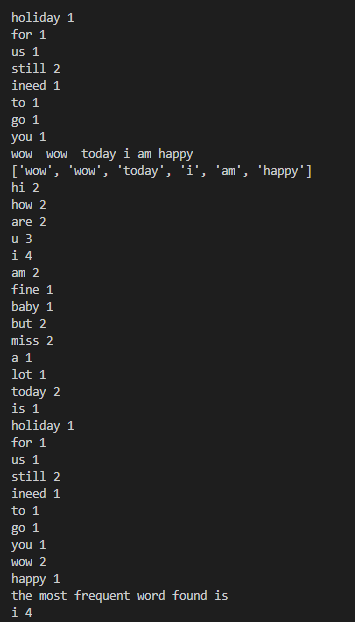 holiday 1
for 1
us 1
still 2
ineed 1
to 1
go 1
you 1
wow  wow  today i am happy
['wow', 'wow', 'today', 'i', 'am', 'happy']
hi 2
how 2
are 2
u 3
i 4
am 2
fine 1
baby 1
but 2
miss 2
a 1
lot 1
today 2
is 1
holiday 1
for 1
us 1
still 2
ineed 1
to 1
go 1
you 1
wow 2
happy 1
the most frequent word found is
i 4